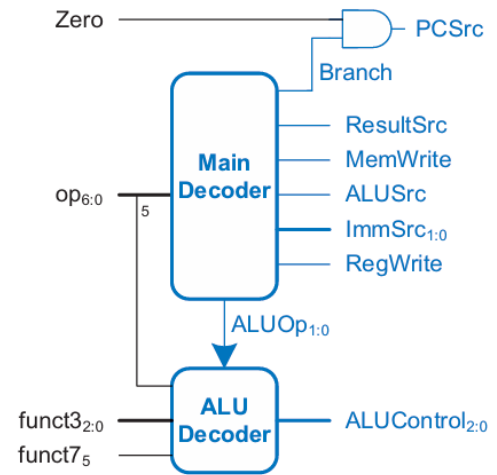 Zero
PCSrc
Branch
Main
Decoder
ResultSrc
MemWrite
op₆:₀
5
ALUSrc
ImmSrc₁:₀
RegWrite
ALUOp₁:₀
ALU
Decoder
funct3₂:₀
ALUControl₂:₀
funct7₅